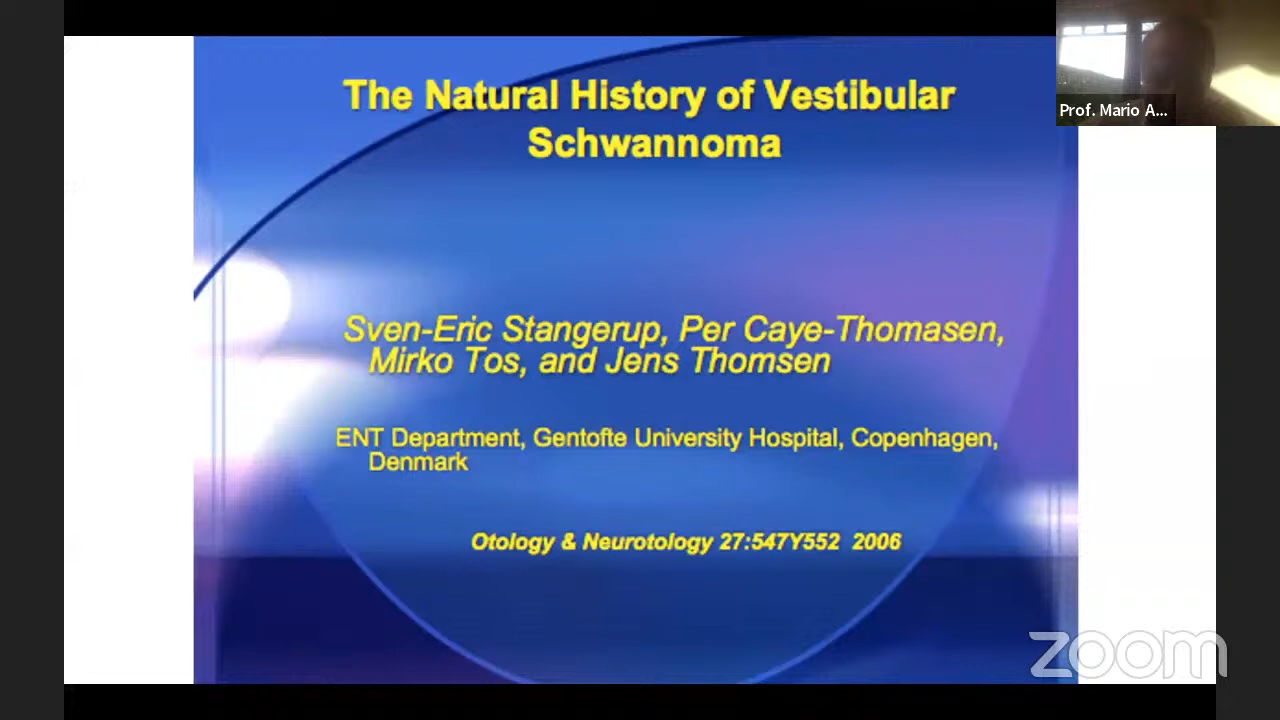 The Natural History of Vestibular
Schwannoma
Prof. Mario A...
Sven-Eric Stangerup, Per Caye-Thomasen,
Mirko Tos, and Jens Thomsen
ENT Department, Gentofte University Hospital, Copenhagen,
Denmark
Otology & Neurotology 27:547Y552 2006
zoom